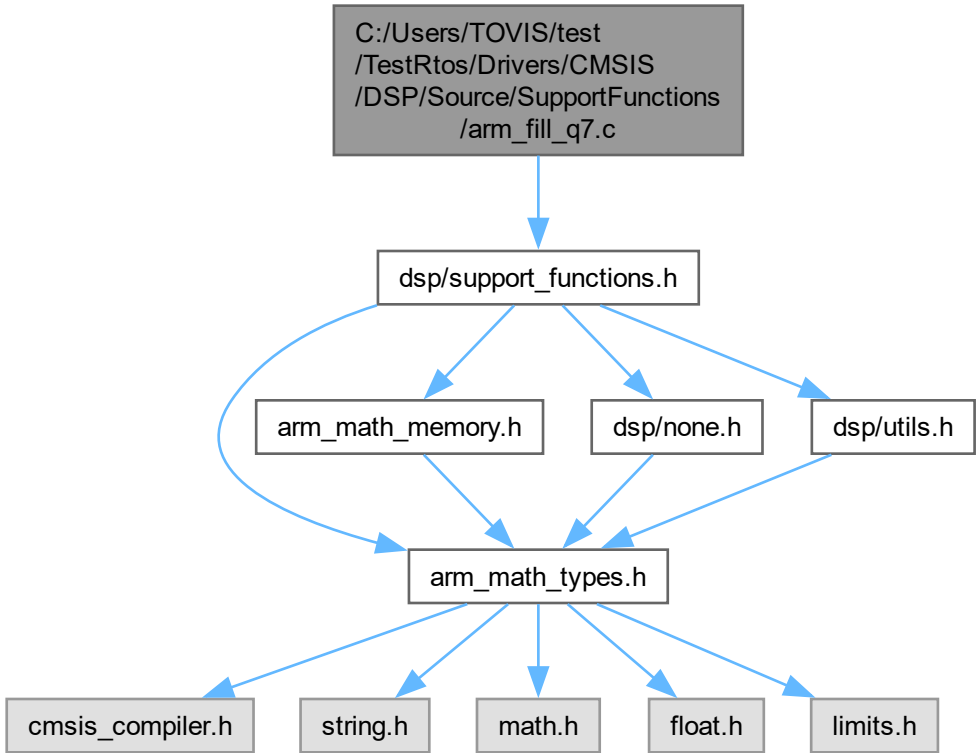 C:/Users/TOVIS/test
/TestRtos/Drivers/CMSIS
/DSP/Source/SupportFunctions
/arm_fill_q7.c
dsp/support_functions.h
arm_math_memory.h
dsp/none.h
dsp/utils.h
arm_math_types.h
cmsis_compiler.h
string.h
math.h
float.h
limits.h